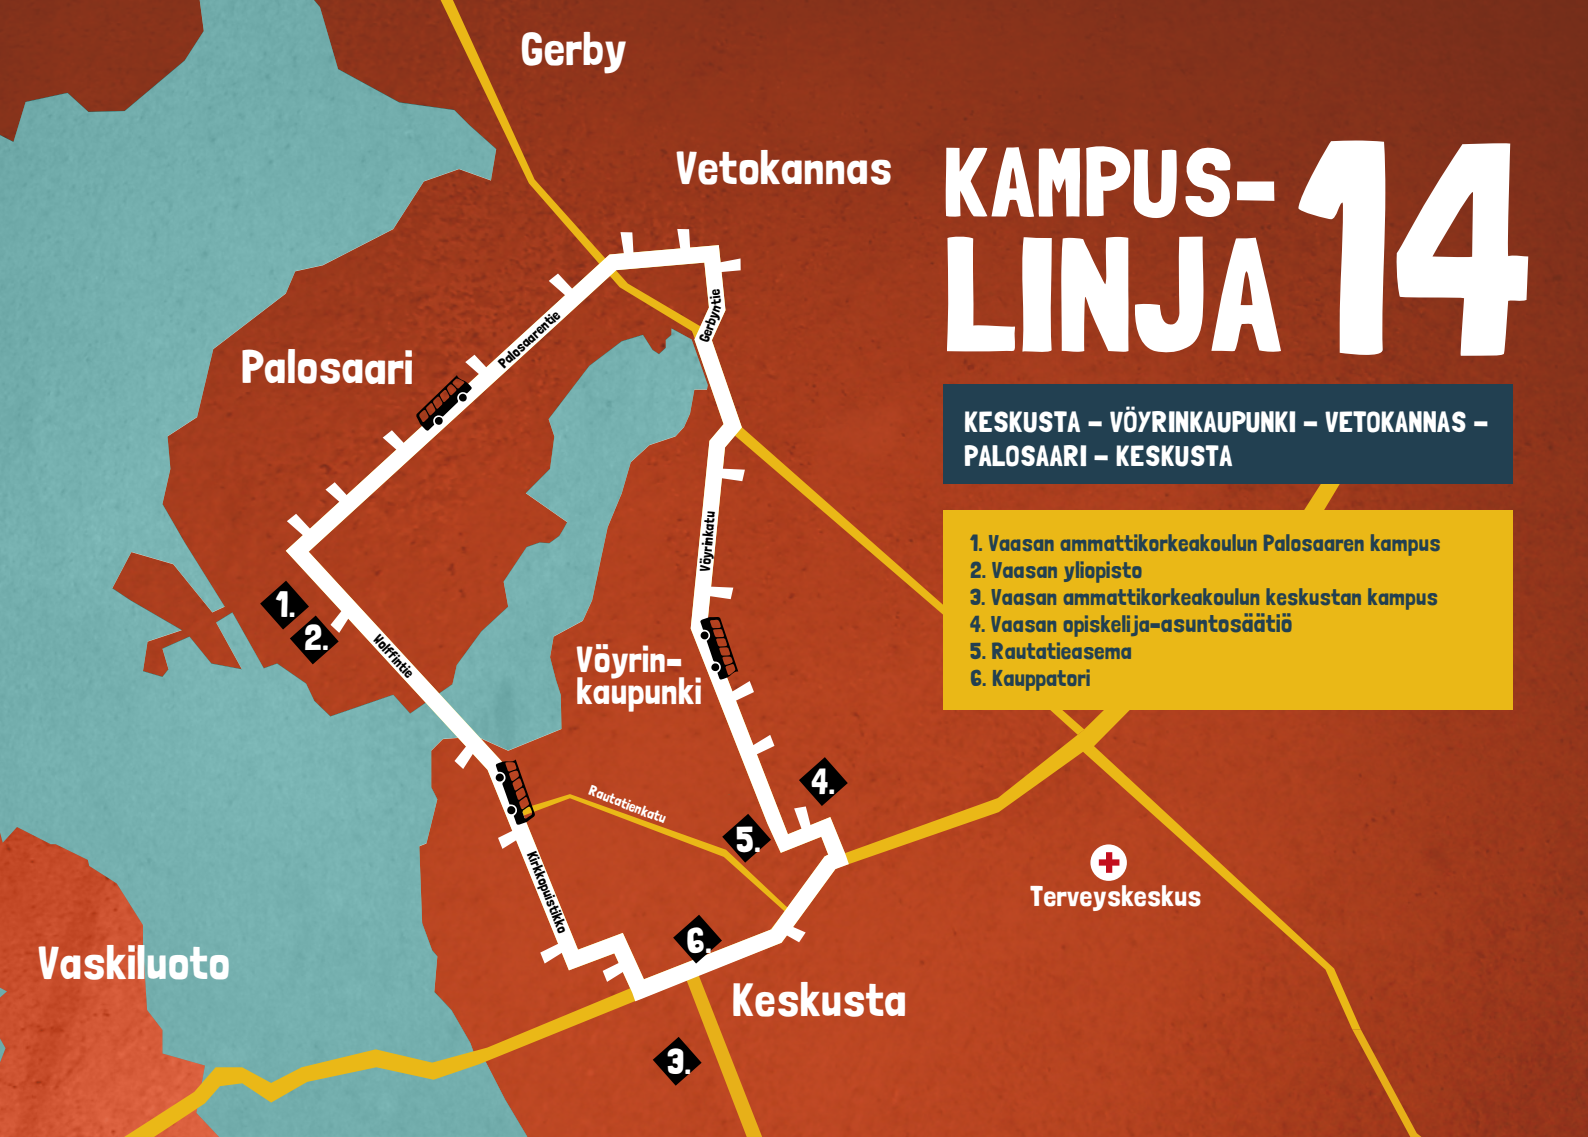 Gerby
Vetokannas
KAMPUS-
LINJA 14
KESKUSTA – VÖYRINKAUPUNKI – VETOKANNAS –
PALOSAARI – KESKUSTA
1. Vaasan ammattikorkeakoulun Palosaaren kampus
2. Vaasan yliopisto
3. Vaasan ammattikorkeakoulun keskustan kampus
4. Vaasan opiskelija-asuntosäätiö
5. Rautatieasema
6. Kauppatori
Gerbyntie
Palosaarentie
Palosaari
Vöyrinkatu
1.
2.
Wolffintie
Vöyrin-
kaupunki
4.
Rautatienkatu
5.
Kirkkopuistikko
Terveyskeskus
6.
Vaskiluoto
Keskusta
3.